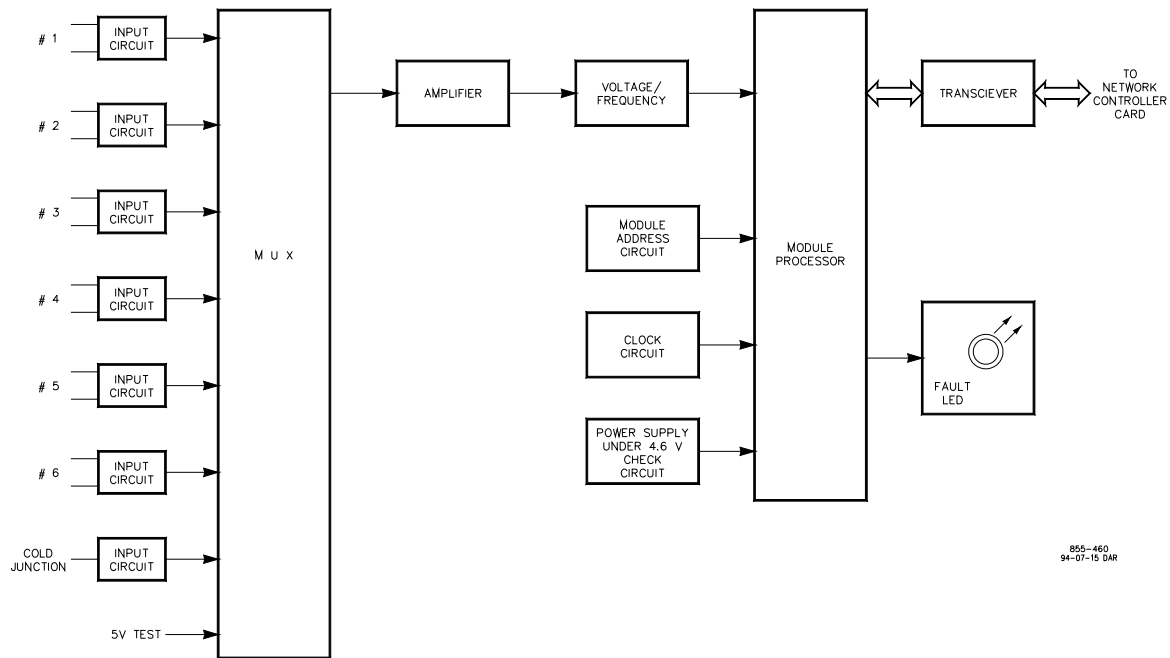 # 1
INPUT
CIRCUIT
# 2
INPUT
CIRCUIT
# 3
INPUT
CIRCUIT
# 4
INPUT
CIRCUIT
# 5
INPUT
CIRCUIT
# 6
INPUT
CIRCUIT
COLD
JUNCTION
INPUT
CIRCUIT
5V TEST
M U X
AMPLIFIER
VOLTAGE/
FREQUENCY
MODULE
ADDRESS
CIRCUIT
CLOCK
CIRCUIT
POWER SUPPLY
UNDER 4.6 V
CHECK
CIRCUIT
MODULE
PROCESSOR
TRANSCIEVER
TO
NETWORK
CONTROLLER
CARD
FAULT
LED
855-460
94-07-15 DAR